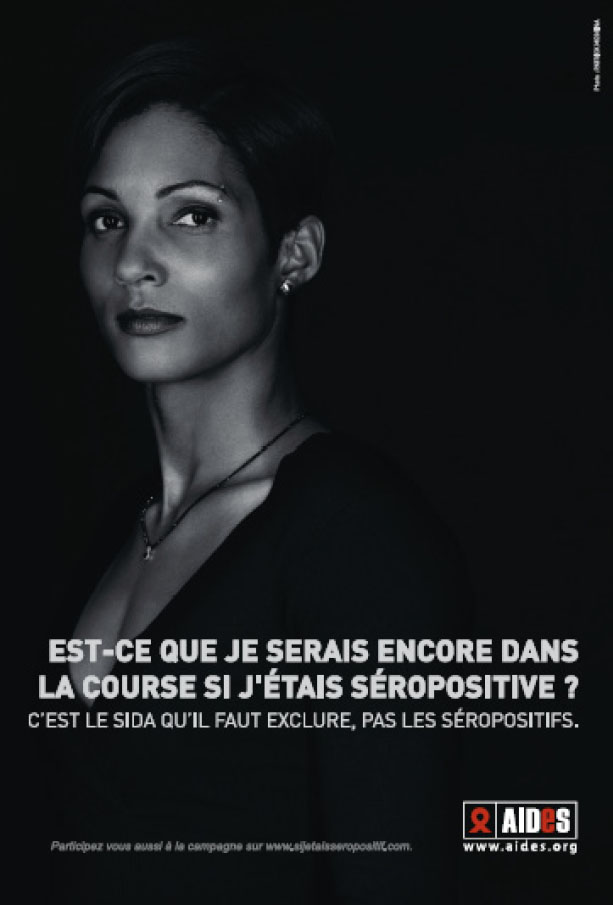 EST-CE QUE JE SERAIS ENCORE DANS
LA COURSE SI J'ÉTAIS SÉROPOSITIVE ?
C'EST LE SIDA QU'IL FAUT EXCLURE, PAS LES SÉROPOSITIFS.
AIDeS
www.aides.org
Participez vous aussi à la campagne sur www.sijetaisseropositif.com.